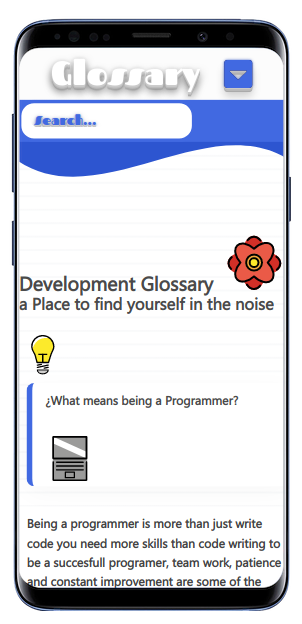 Glossary
Search...
Development Glossary
a Place to find yourself in the noise
¿What means being a Programmer?
Being a programmer is more than just write
code you need more skills than code writing to
be a succesfull programer, team work, patience
and constant improvement are some of the